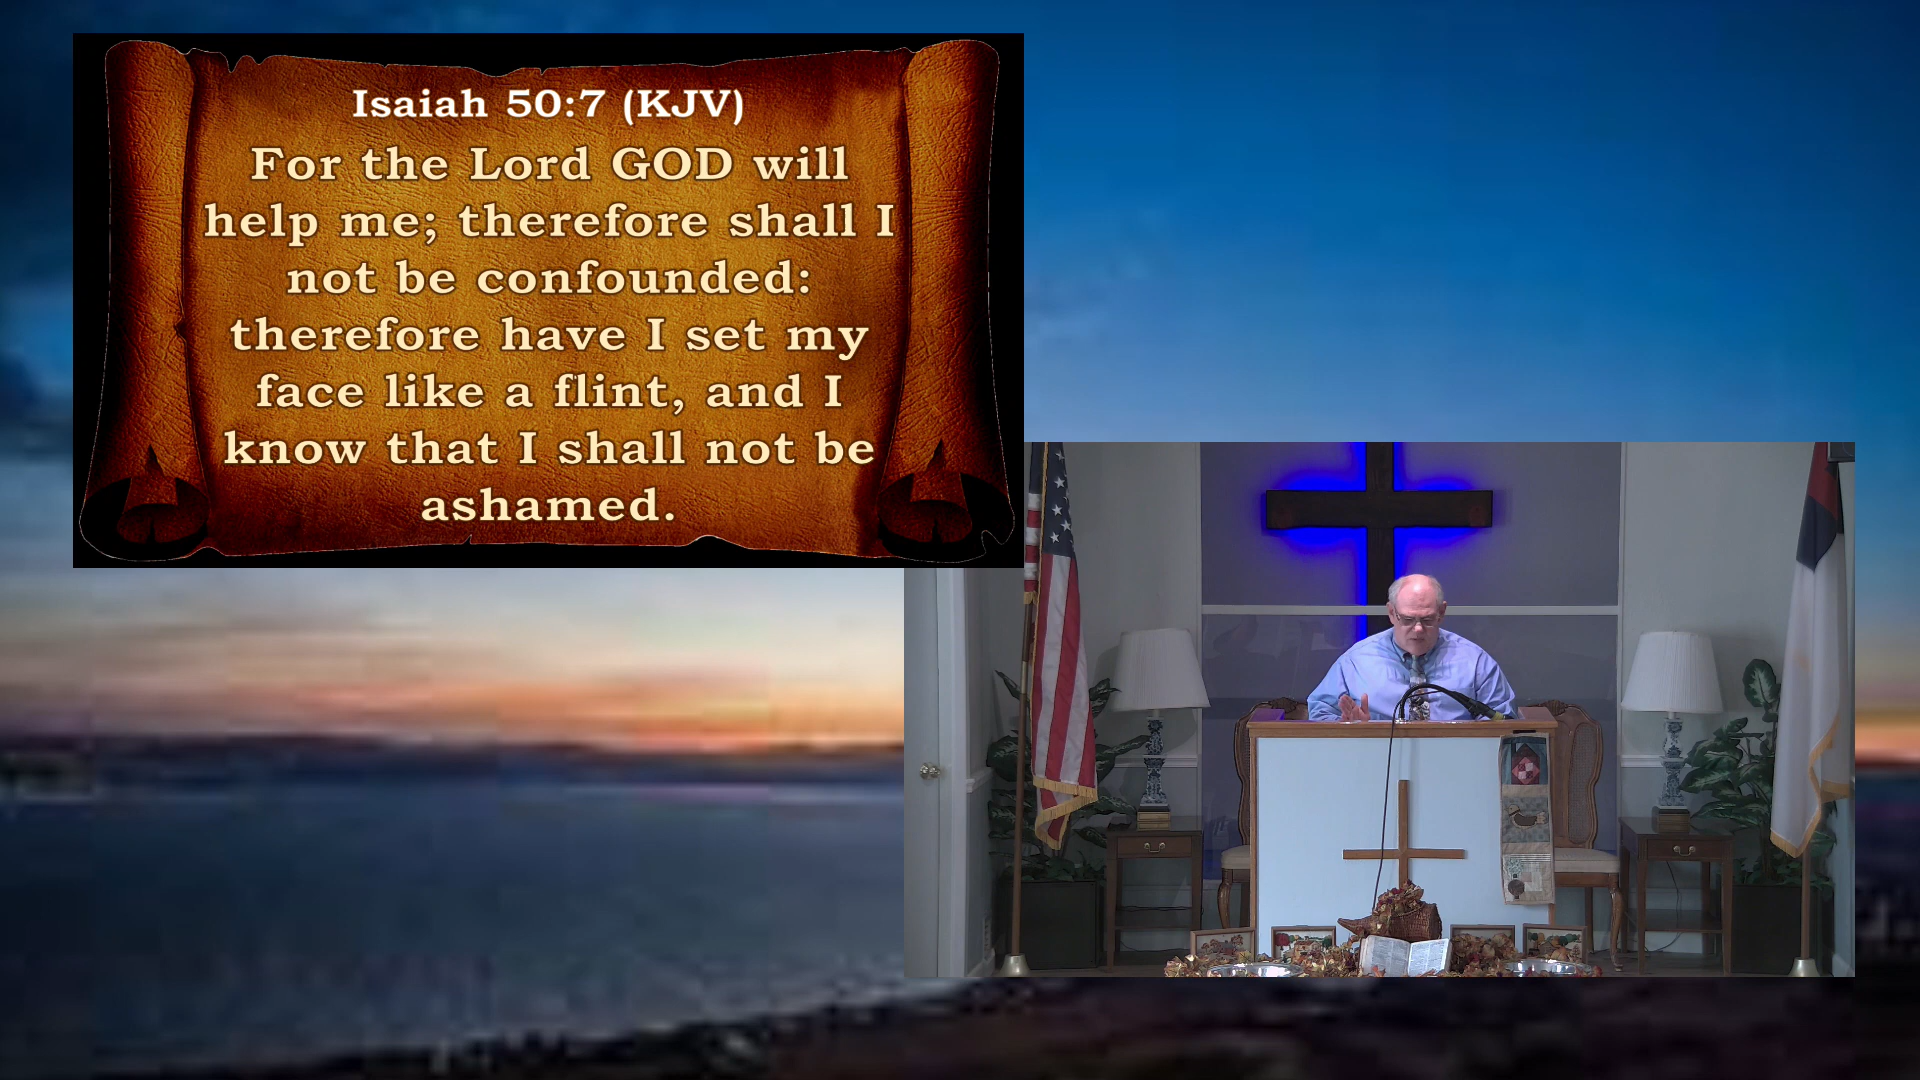 Isaiah 50:7 (KJV)
For the Lord GOD will
help me; therefore shall I
not be confounded:
therefore have I set my
face like a flint, and I
know that I shall not be
ashamed.